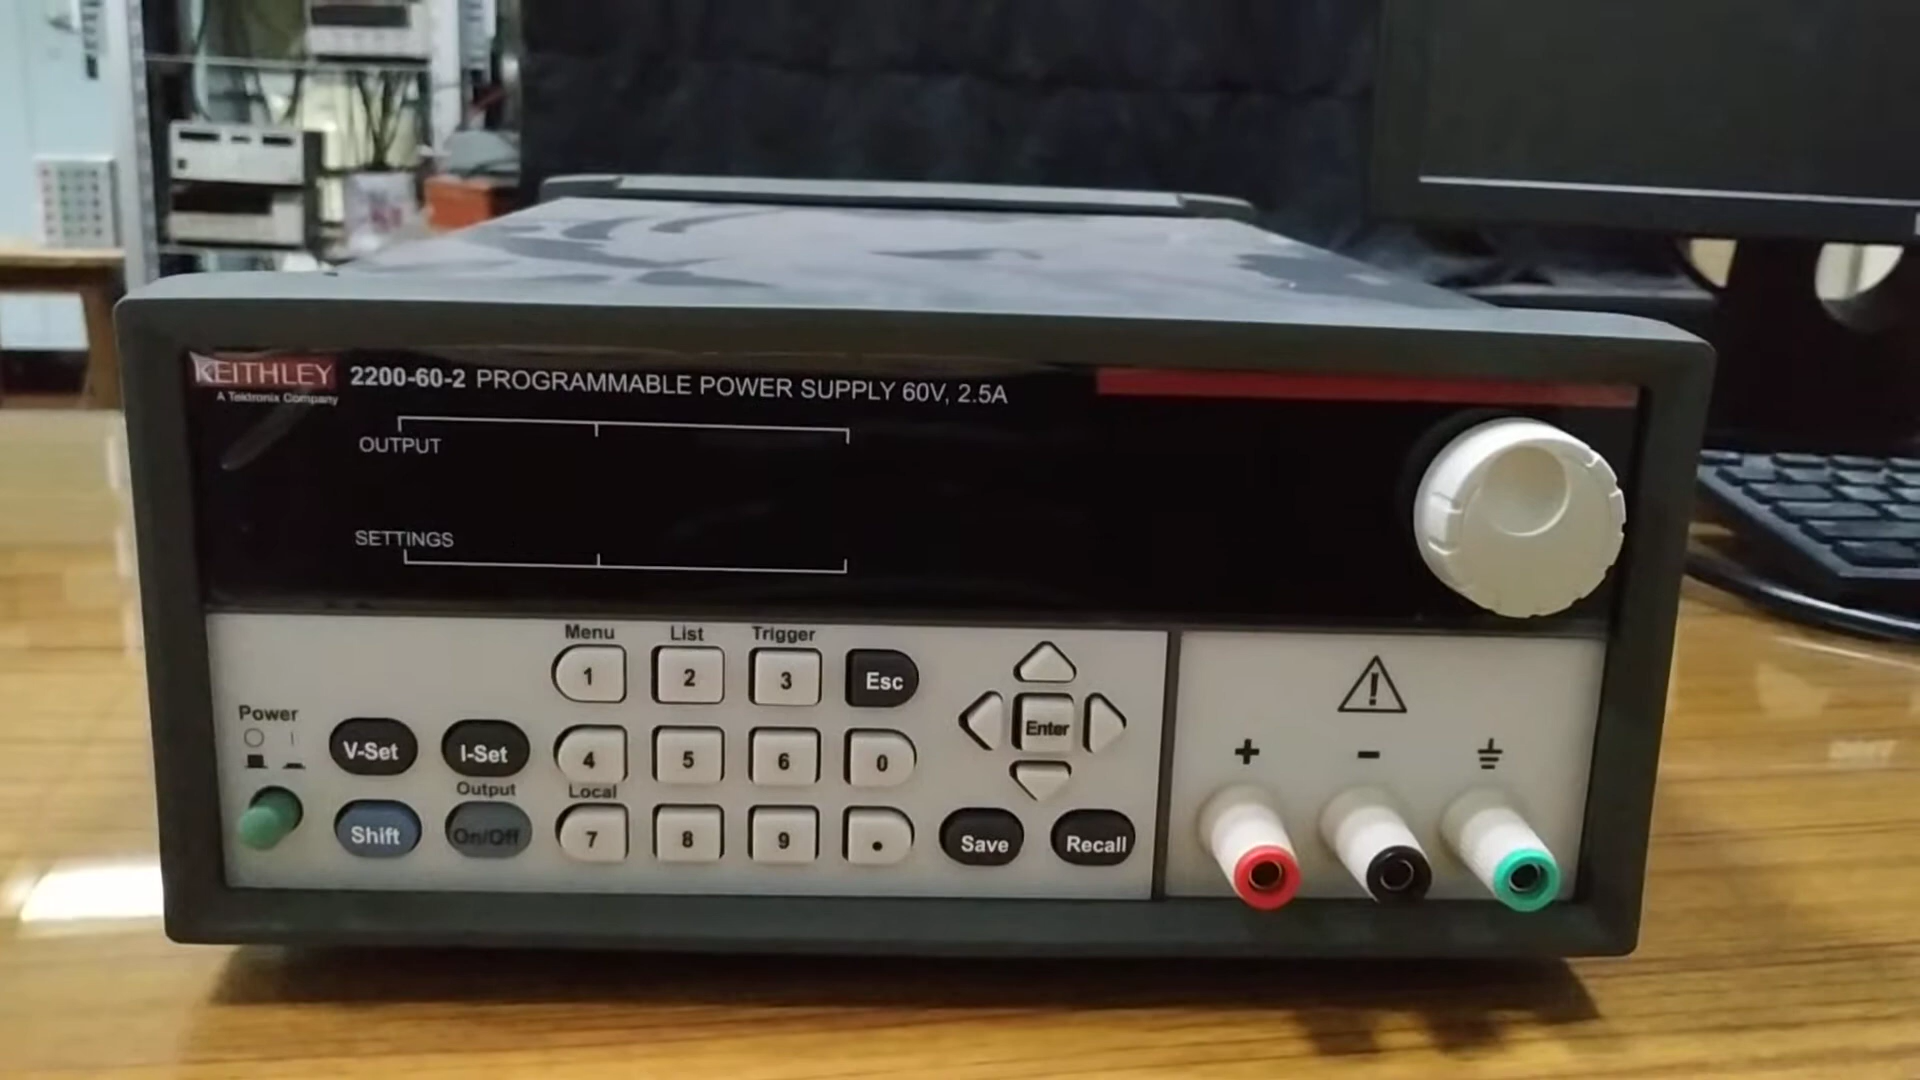 KEITHLEY
A Tektronix Company
2200-60-2 PROGRAMMABLE POWER SUPPLY 60V, 2.5A
OUTPUT
SETTINGS
Menu List Trigger
1 2 3 Esc
Power
V-Set I-Set 4 5 6 0 Enter
+ - 
Output Local
Shift On/Off 7 8 9 . Save Recall